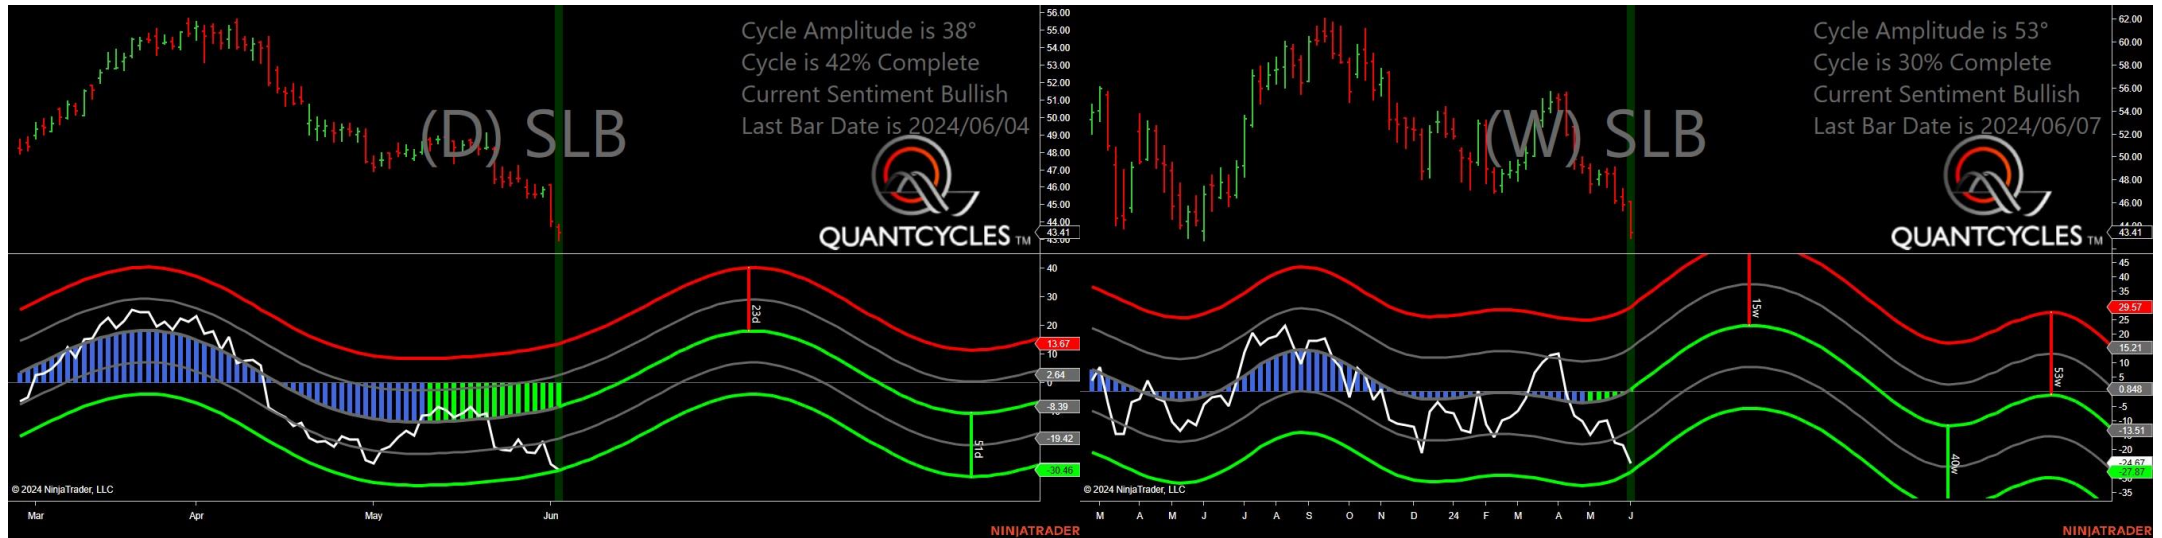 Cycle Amplitude is 38°
Cycle is 42% Complete
Current Sentiment Bullish
Last Bar Date is 2024/06/04
(D) SLB
QUANTCYCLES TM
56.00
55.00
54.00
53.00
52.00
51.00
50.00
49.00
48.00
47.00
46.00
45.00
44.00
43.41
43.00
40
30
20
13.67
10
2.64
0
-8.39
-19.42
-30.46
23d
51d
© 2024 NinjaTrader, LLC
Mar Apr May Jun
NINJATRADER
Cycle Amplitude is 53°
Cycle is 30% Complete
Current Sentiment Bullish
Last Bar Date is 2024/06/07
(W) SLB
QUANTCYCLES TM
62.00
60.00
58.00
56.00
54.00
52.00
50.00
48.00
46.00
44.00
43.41
45
40
35
29.57
25
20
15.21
10
5
0.848
-5
-10
-13.51
-20
-24.67
-27.87
-30
-35
15w
53w
40w
© 2024 NinjaTrader, LLC
M A M J J A S O N D 24 F M A M J
NINJATRADER